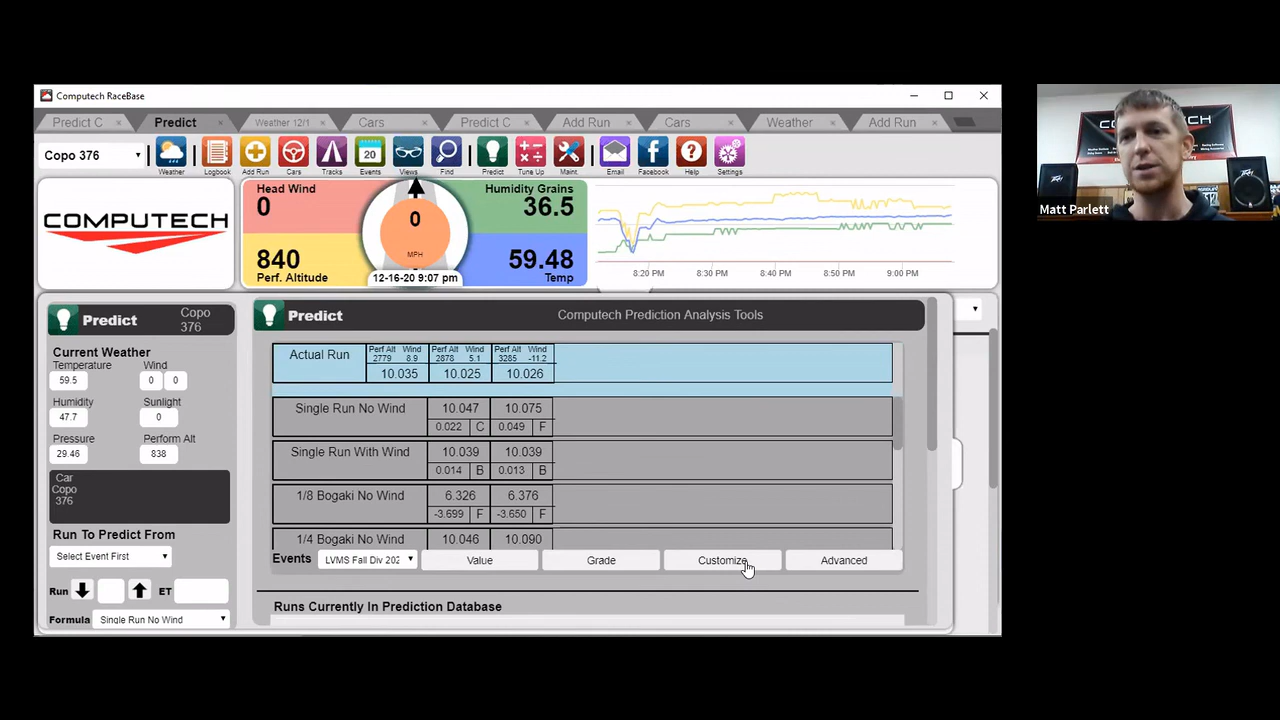 Computech RaceBase
Predict C × Predict × Weather 12/1 × Cars × Predict C × Add Run × Cars × Weather × Add Run ×
Copo 376
20
Weather Logbook Add Run Cars Tracks Events Views Find Predict Tune Up Maint. Email Facebook Help Settings
COMPUTECH
Head Wind
0
840
Perf. Altitude
0
MPH
12-16-20 9:07 pm
Humidity Grains
36.5
59.48
Temp
8:20 PM 8:30 PM 8:40 PM 8:50 PM 9:00 PM
Predict
Copo
376
Current Weather
Temperature Wind
59.5 0 0
Humidity Sunlight
47.7 0
Pressure Perform Alt
29.46 838
Car
Copo
376
Run To Predict From
Select Event First
Run ET
Formula Single Run No Wind
Predict Computech Prediction Analysis Tools
Actual Run
Perf Alt Wind Perf Alt Wind Perf Alt Wind
2779 8.9 2878 5.1 3285 -11.2
10.035 10.025 10.026
Single Run No Wind 10.047 10.075
0.022 C 0.049 F
Single Run With Wind 10.039 10.039
0.014 B 0.013 B
1/8 Bogaki No Wind 6.326 6.376
-3.699 F -3.650 F
1/4 Bogaki No Wind 10.046 10.090
Events LVMS Fall Div 202 Value Grade Customize Advanced
Runs Currently In Prediction Database
PEAVEY
COMPUTECH
Matt Parlett